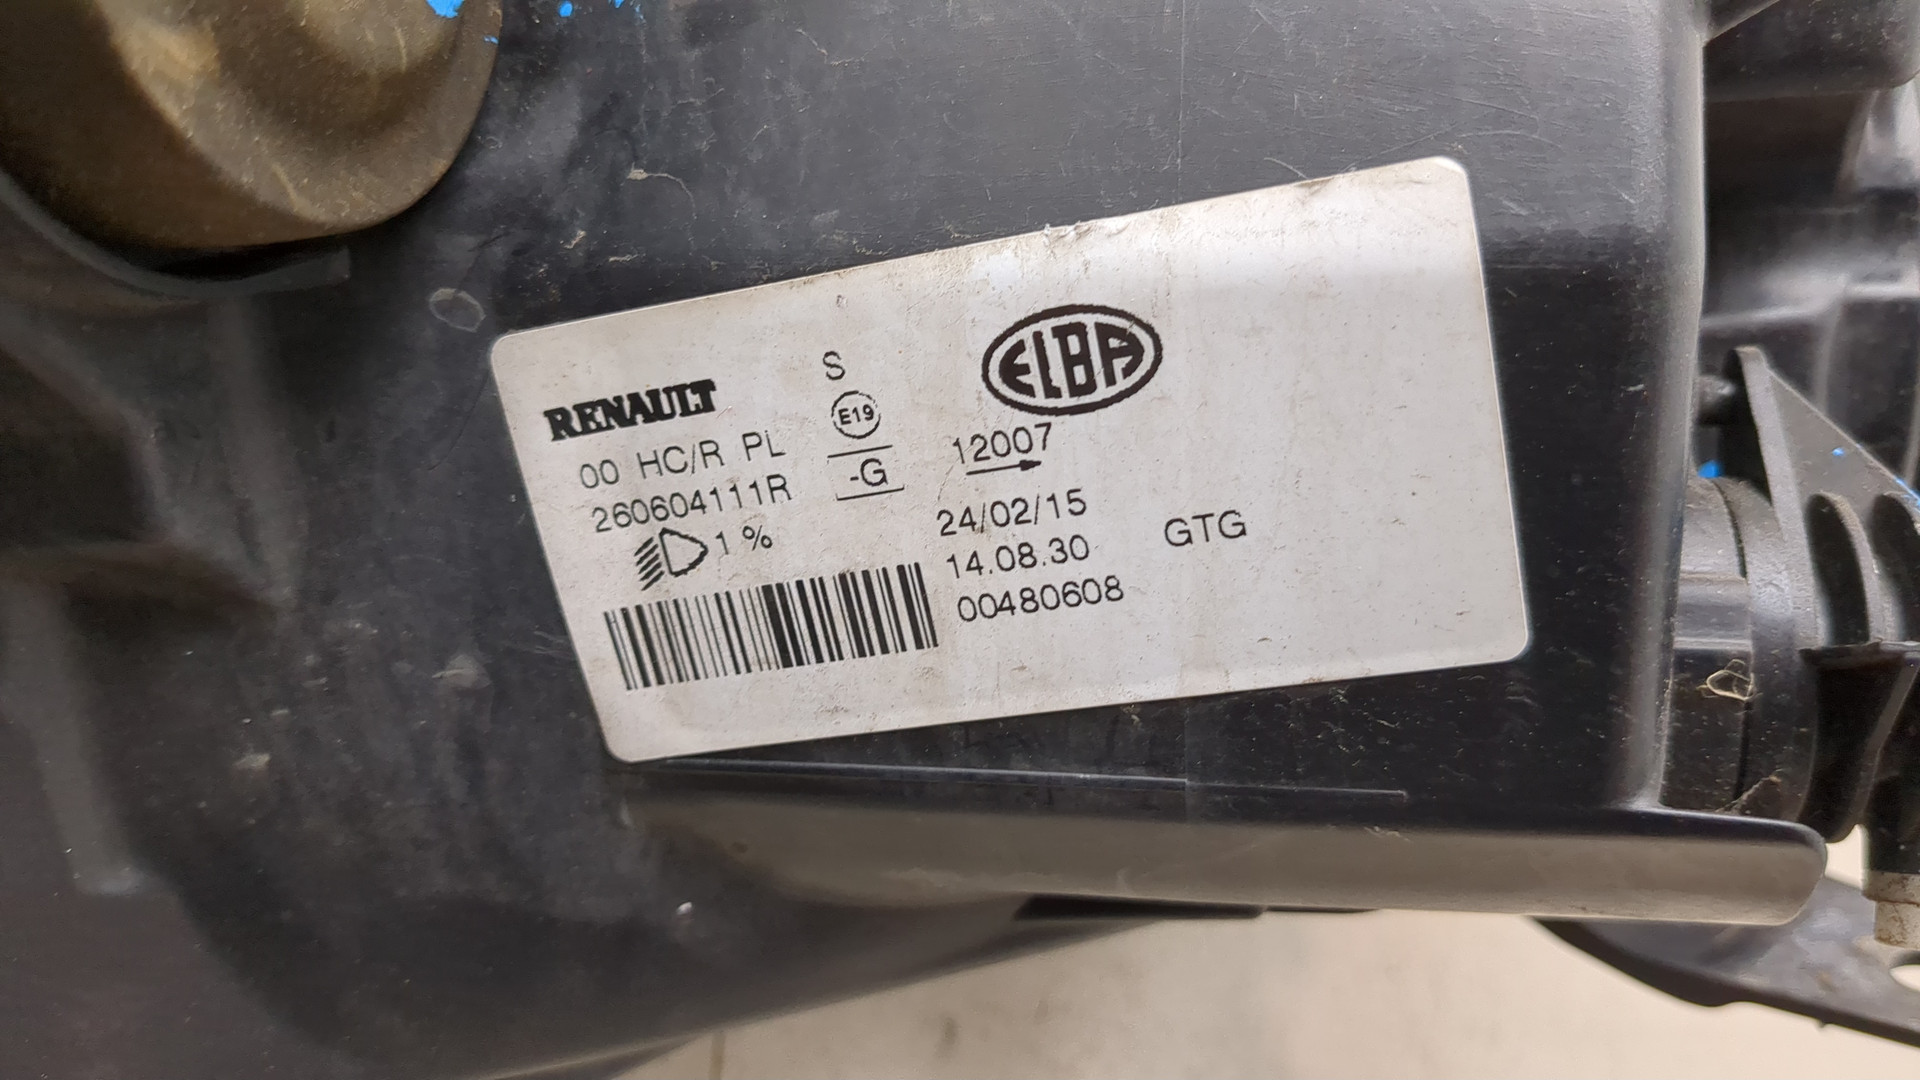 RENAULT
00 HC/R PL
260604111R
1 %
S
E19
-G
ELBA
12007
24/02/15
14.08.30
00480608
GTG